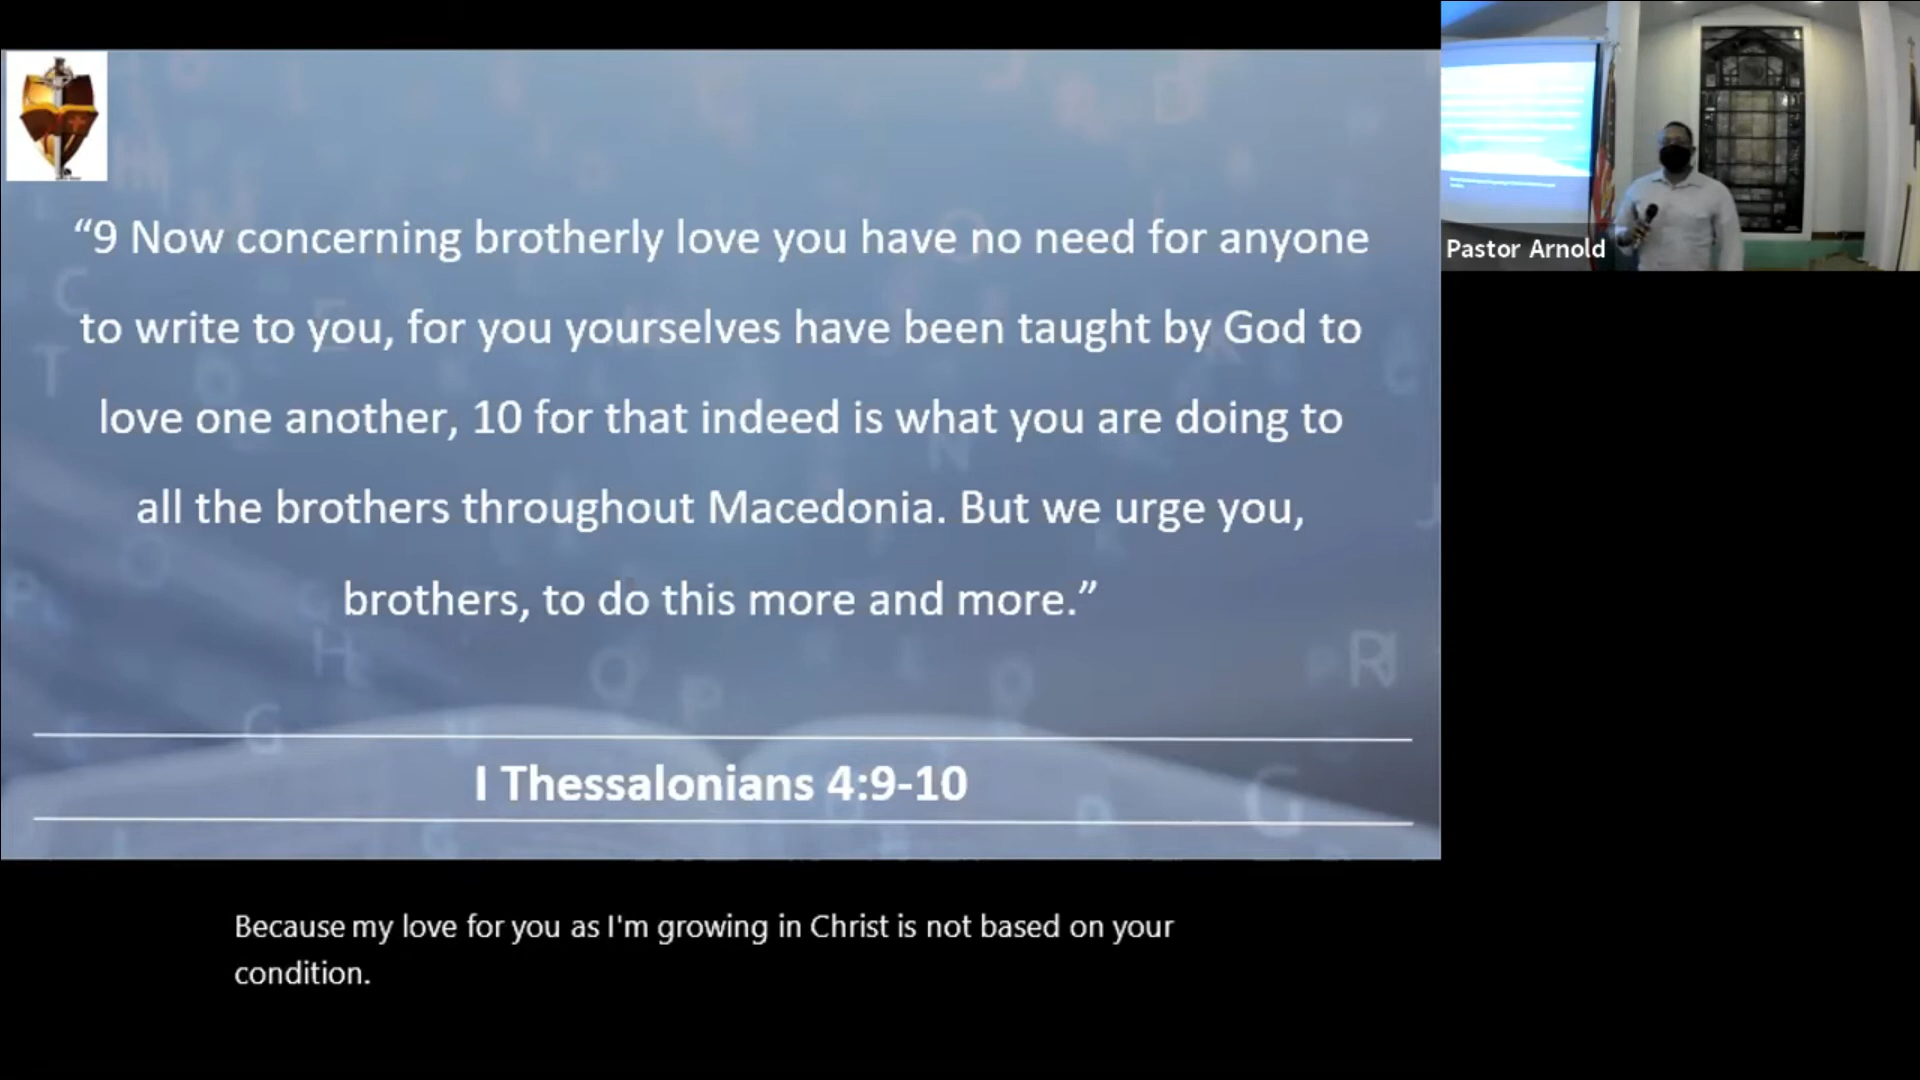 “9 Now concerning brotherly love you have no need for anyone
to write to you, for you yourselves have been taught by God to
love one another, 10 for that indeed is what you are doing to
all the brothers throughout Macedonia. But we urge you,
brothers, to do this more and more.”
I Thessalonians 4:9-10
Pastor Arnold
Because my love for you as I'm growing in Christ is not based on your
condition.